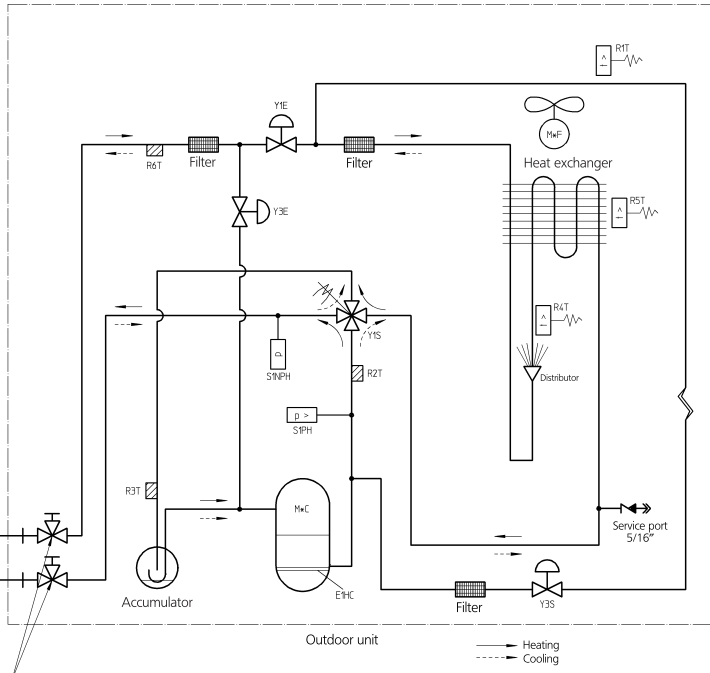 R1T
Y1E
M*F
Filter
Filter
Heat exchanger
R6T
R5T
Y3E
R4T
Y1S
S1NPH
R2T
Distributor
p >
S1PH
R3T
M*C
Service port
5/16"
E1HC
Accumulator
Filter
Y3S
Outdoor unit
Heating
Cooling